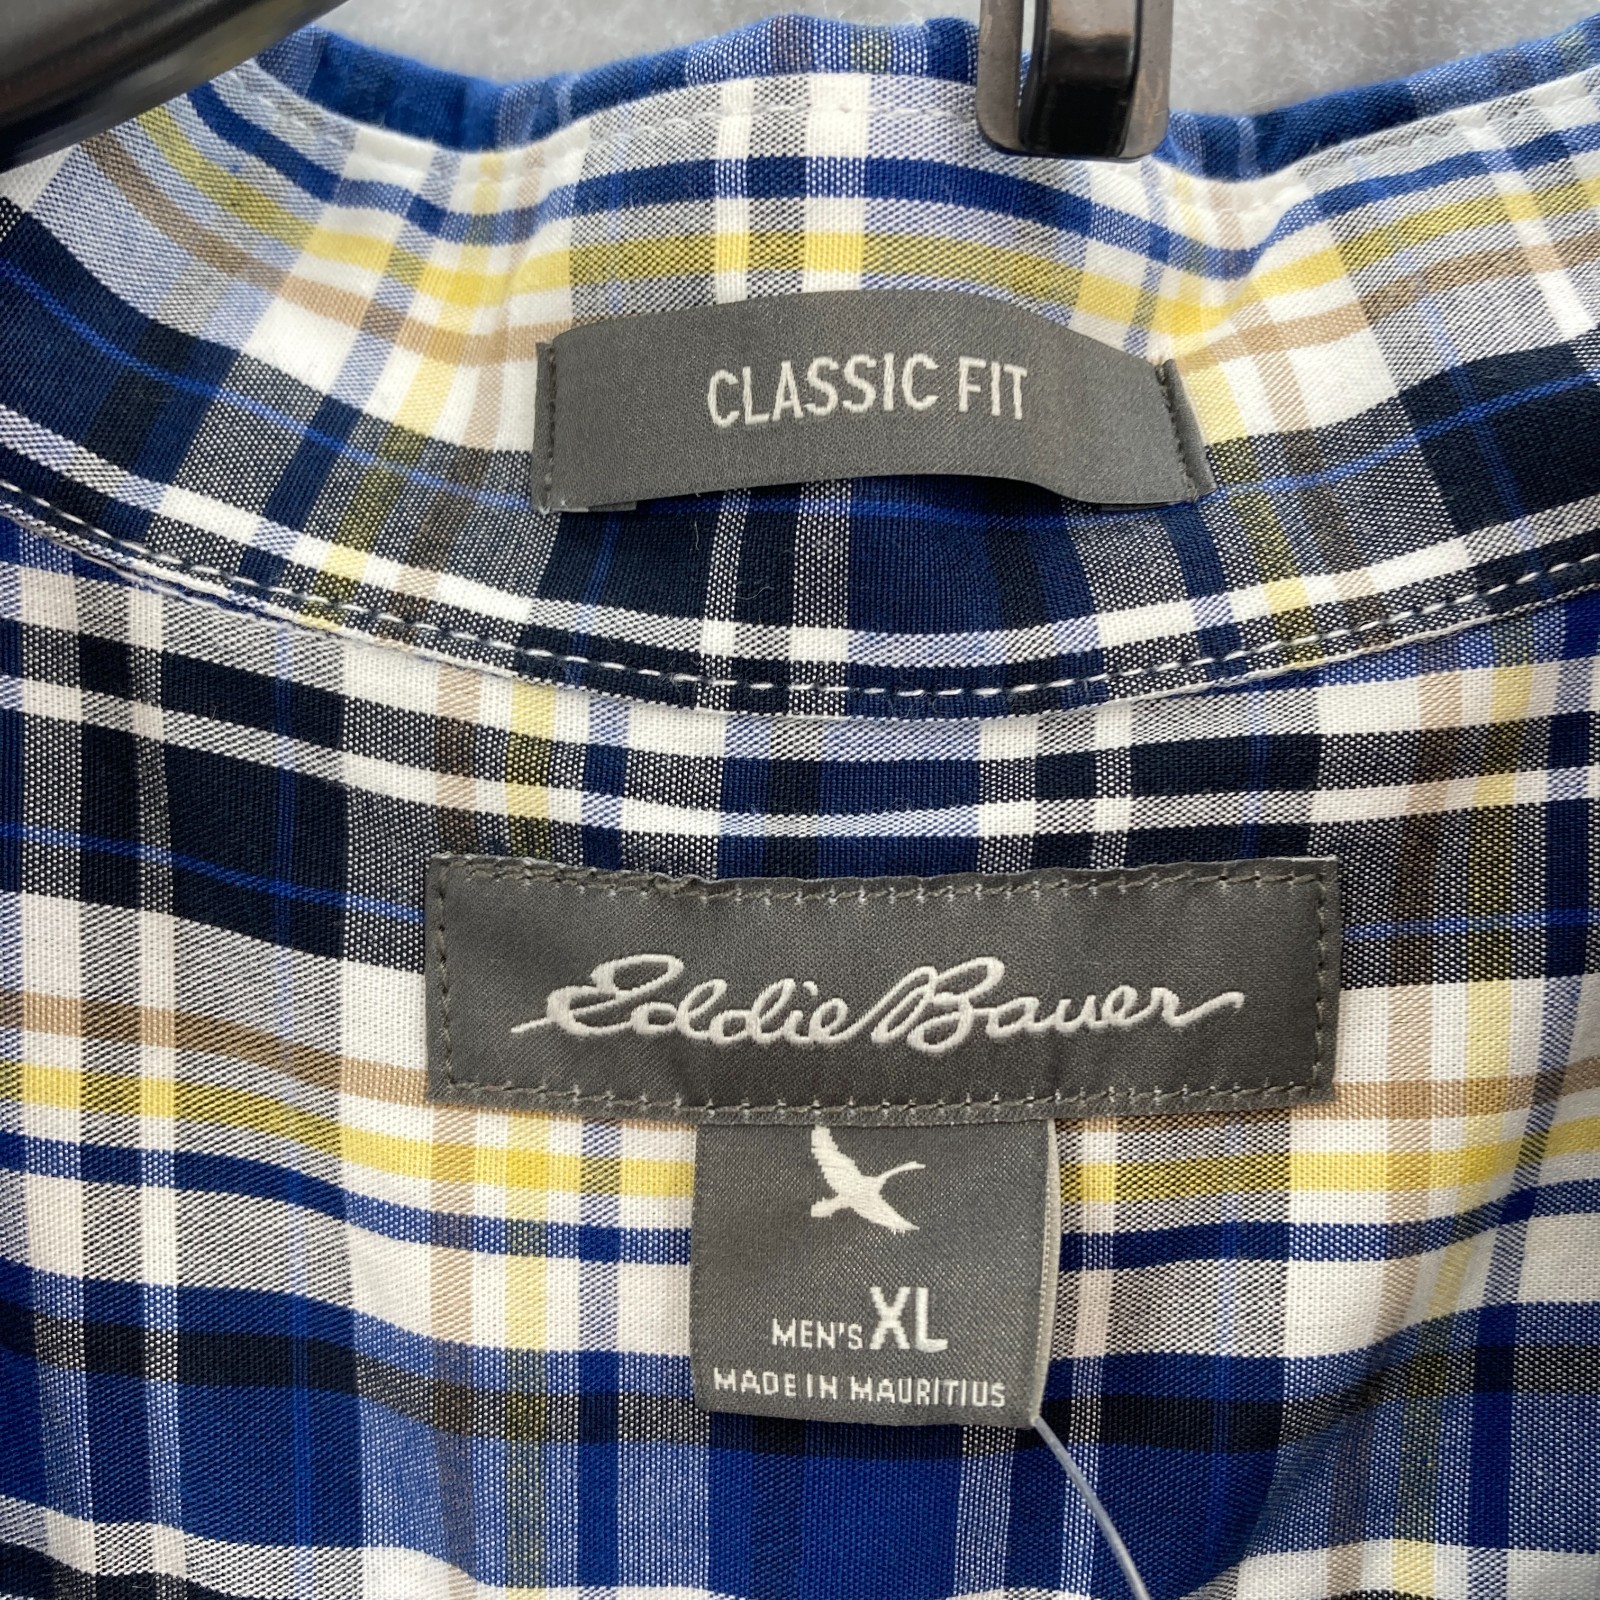 CLASSIC FIT
Eddie Bauer
MEN'S XL
MADE IN MAURITIUS